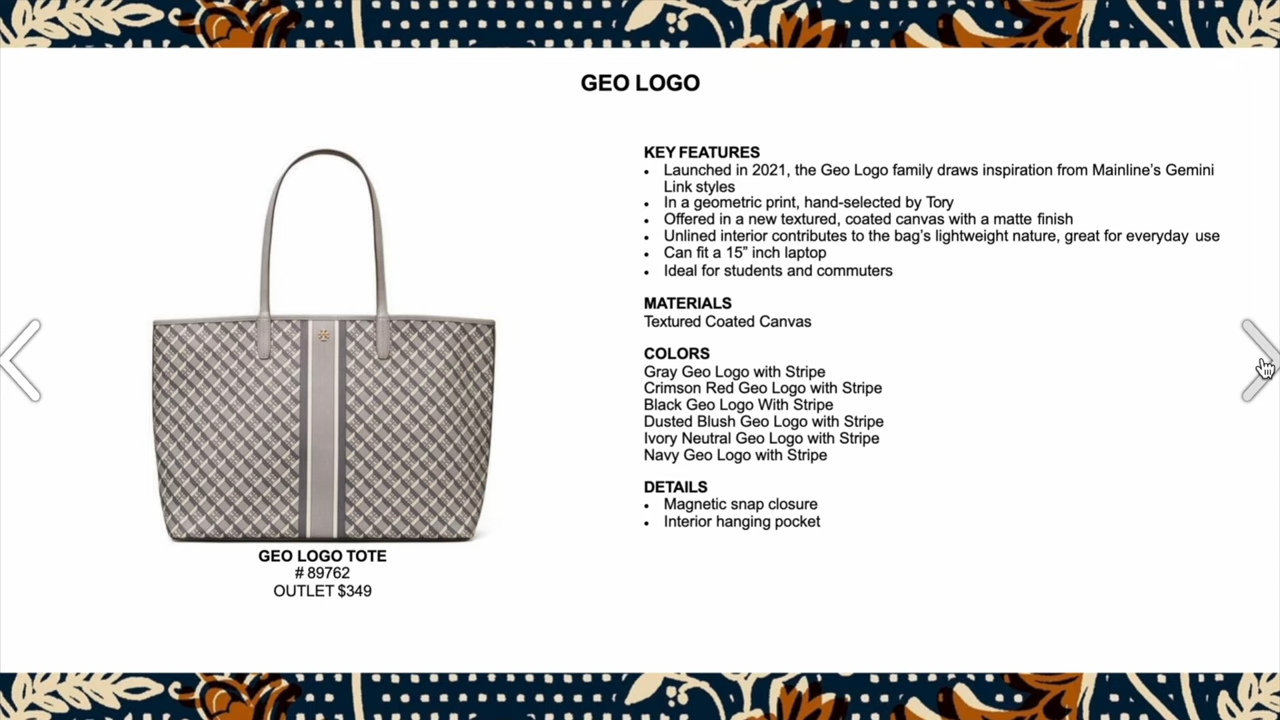 GEO LOGO
KEY FEATURES
• Launched in 2021, the Geo Logo family draws inspiration from Mainline’s Gemini
Link styles
• In a geometric print, hand-selected by Tory
• Offered in a new textured, coated canvas with a matte finish
• Unlined interior contributes to the bag’s lightweight nature, great for everyday use
• Can fit a 15” inch laptop
• Ideal for students and commuters
MATERIALS
Textured Coated Canvas
COLORS
Gray Geo Logo with Stripe
Crimson Red Geo Logo with Stripe
Black Geo Logo With Stripe
Dusted Blush Geo Logo with Stripe
Ivory Neutral Geo Logo with Stripe
Navy Geo Logo with Stripe
DETAILS
• Magnetic snap closure
• Interior hanging pocket
GEO LOGO TOTE
# 89762
OUTLET $349